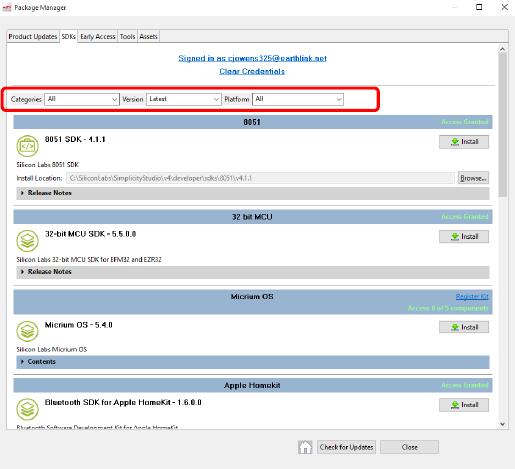 Package Manager
Product Updates SDKs Early Access Tools Assets
Signed in as cjowens325@earthlink.net
Clear Credentials
Categories All Version Latest Platform All
8051 Access Granted
8051 SDK - 4.1.1 Install
Silicon Labs 8051 SDK
Install Location: C:\SiliconLabs\SimplicityStudio\v4\developer\sdks\8051\v4.1.1 Browse...
Release Notes
32 bit MCU Access Granted
32-bit MCU SDK - 5.5.0.0 Install
Silicon Labs 32-bit MCU SDK for EFM32 and EZR32
Release Notes
Micrium OS Register Kit
Access 0 of 5 components
Micrium OS - 5.4.0 Install
Silicon Labs Micrium OS
Contents
Apple Homekit Access Granted
Bluetooth SDK for Apple HomeKit - 1.6.0.0 Install
Bluetooth Software Development Kit for Apple HomeKit
Check for Updates Close